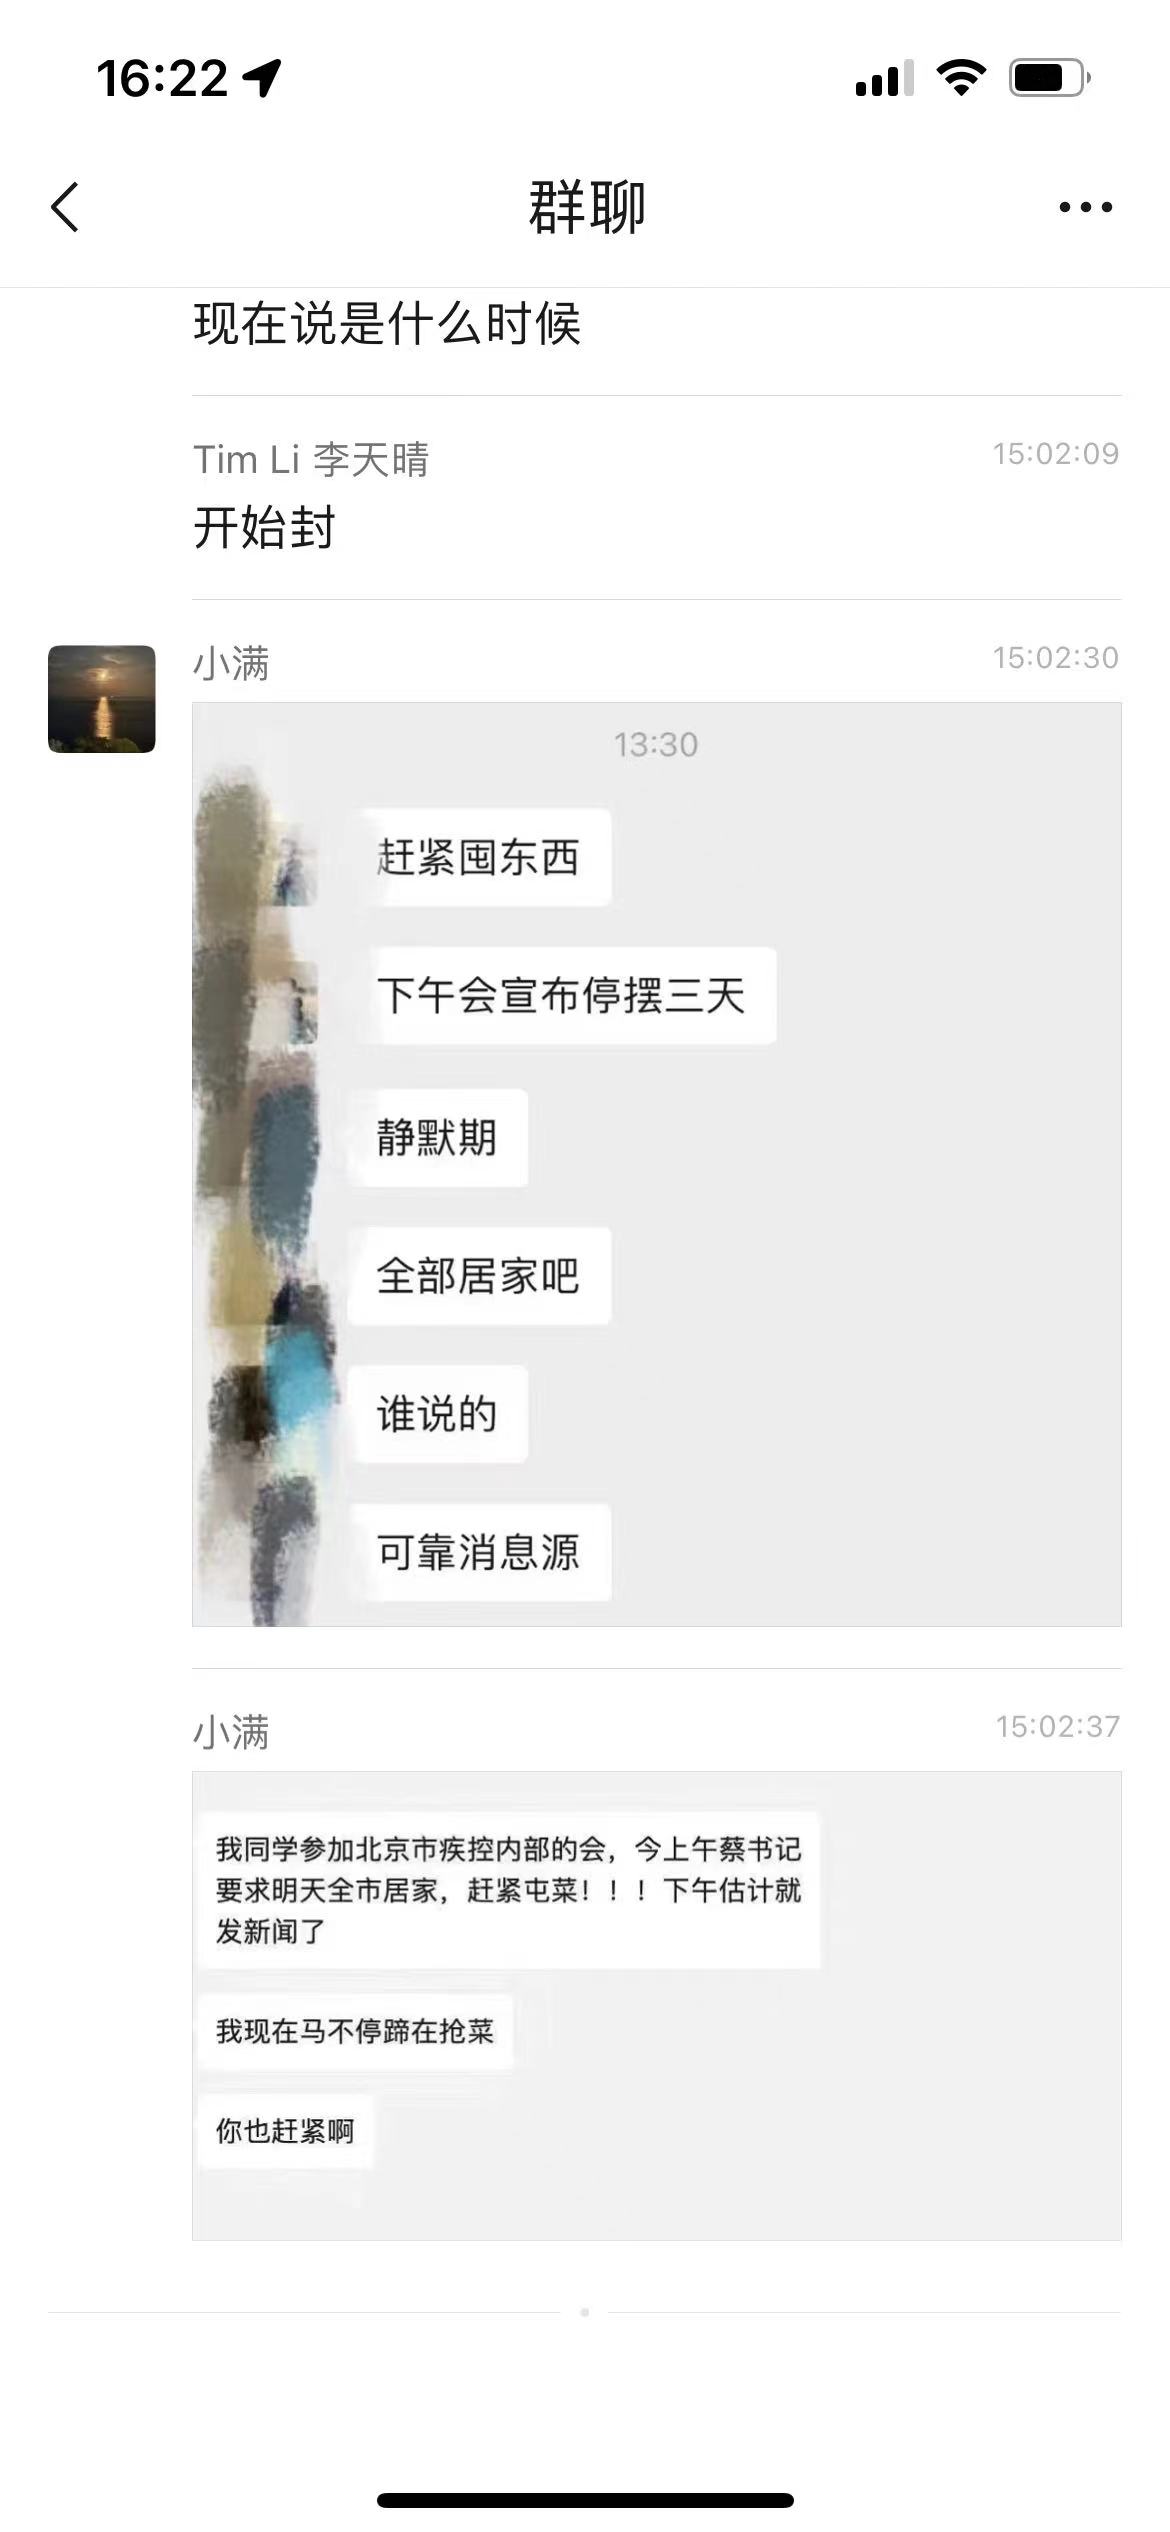 16:22
群聊
现在说是什么时候
Tim Li 李天晴
15:02:09
开始封
小满
15:02:30
13:30
赶紧囤东西
下午会宣布停摆三天
静默期
全部居家吧
谁说的
可靠消息源
小满
15:02:37
我同学参加北京市疾控内部的会，今上午蔡书记
要求明天全市居家，赶紧屯菜！！！下午估计就
发新闻了
我现在马不停蹄在抢菜
你也赶紧啊